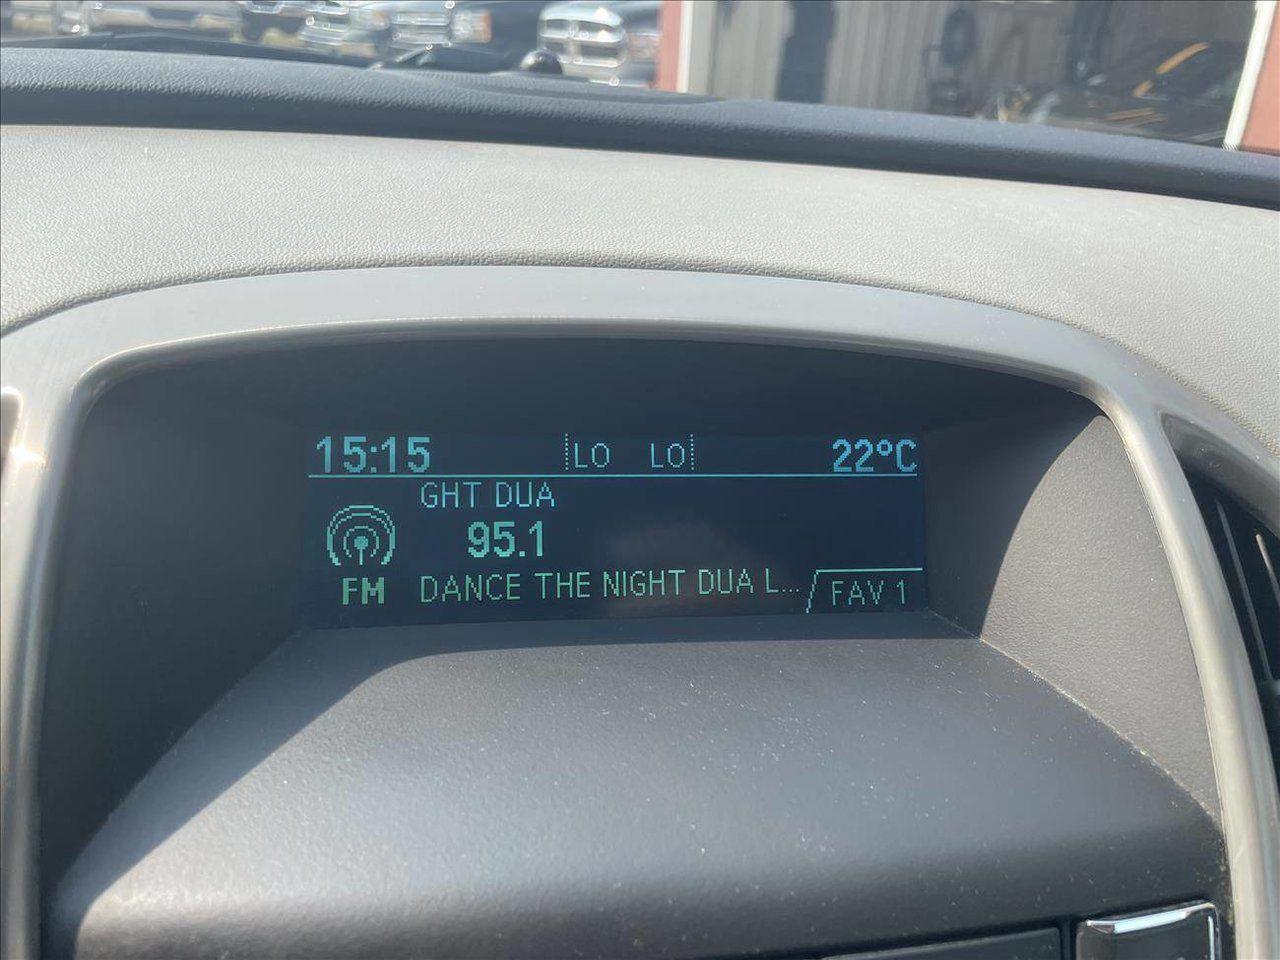 15:15 LO LO 22°C
GHT DUA
95.1
FM DANCE THE NIGHT DUA L... FAV 1